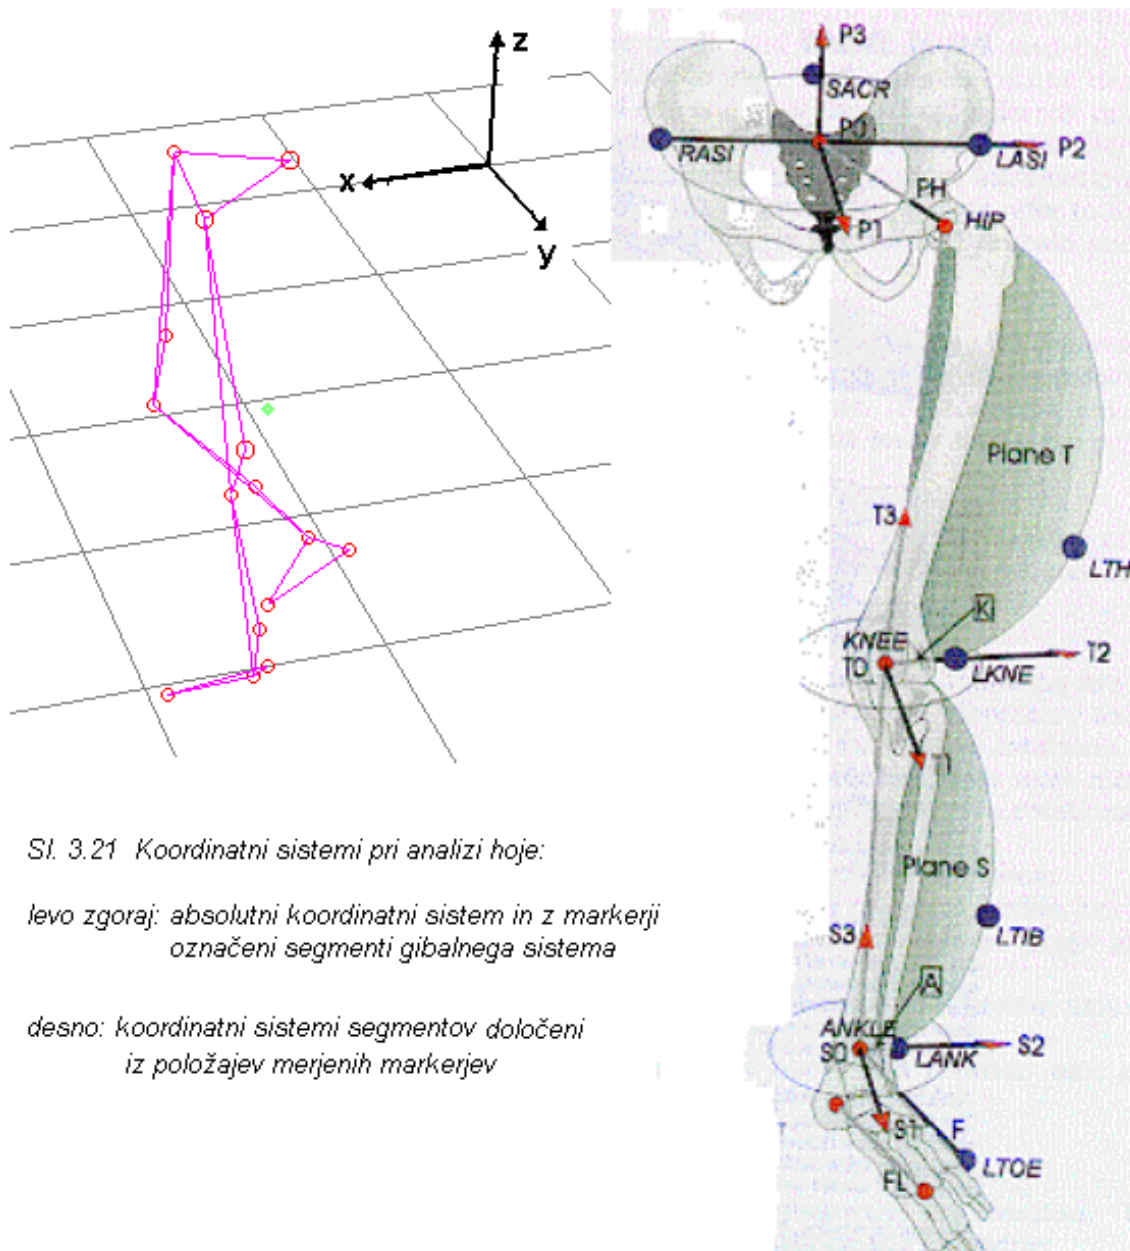 z
x
y
P3
SACR
P0
RASI
LASI
P2
PH
HIP
P1
Plane T
T3
LTH
K
KNEE
T0
LKNE
T2
T1
Plane S
S3
LTIB
A
ANKLE
S0
LANK
S2
S1
F
LTOE
FL
Sl. 3.21 Koordinatni sistemi pri analizi hoje:
levo zgoraj: absolutni koordinatni sistem in z markerji
označeni segmenti gibalnega sistema
desno: koordinatni sistemi segmentov določeni
iz položajev merjenih markerjev